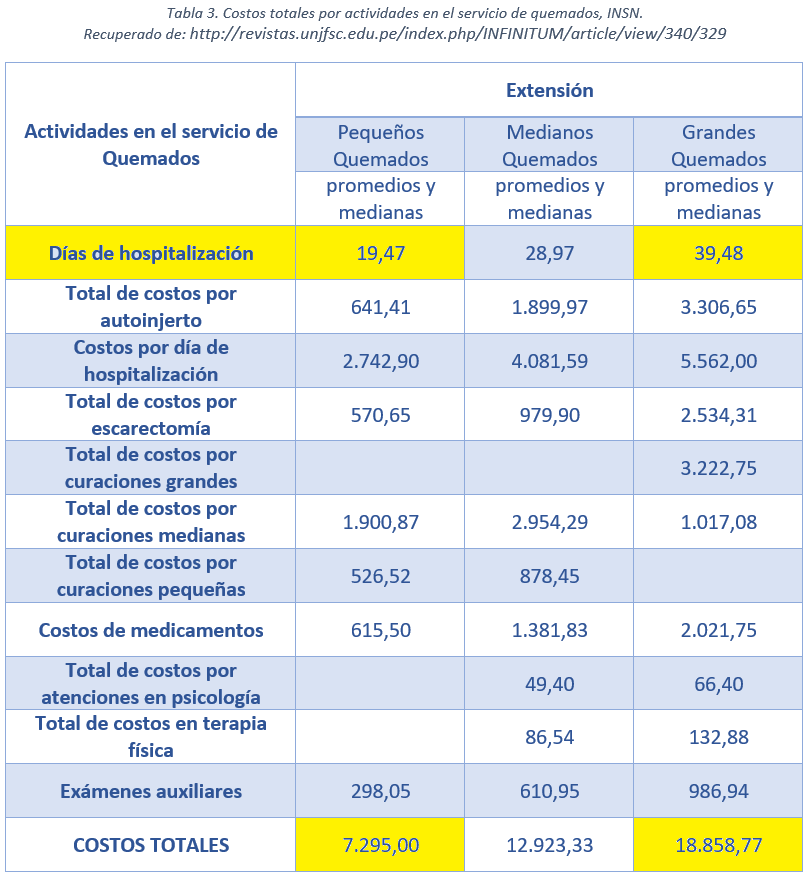 Tabla 3. Costos totales por actividades en el servicio de quemados, INSN.
Recuperado de: http://revistas.unjfsc.edu.pe/index.php/INFINITUM/article/view/340/329
Actividades en el servicio de
Quemados
Extensión
Pequeños
Quemados
Medianos
Quemados
Grandes
Quemados
promedios y
medianas
promedios y
medianas
promedios y
medianas
Días de hospitalización 19,47 28,97 39,48
Total de costos por
autoinjerto
641,41 1.899,97 3.306,65
Costos por día de
hospitalización
2.742,90 4.081,59 5.562,00
Total de costos por
escarectomía
570,65 979,90 2.534,31
Total de costos por
curaciones grandes
3.222,75
Total de costos por
curaciones medianas
1.900,87 2.954,29 1.017,08
Total de costos por
curaciones pequeñas
526,52 878,45
Costos de medicamentos 615,50 1.381,83 2.021,75
Total de costos por
atenciones en psicología
49,40 66,40
Total de costos en terapia
física
86,54 132,88
Exámenes auxiliares 298,05 610,95 986,94
COSTOS TOTALES 7.295,00 12.923,33 18.858,77